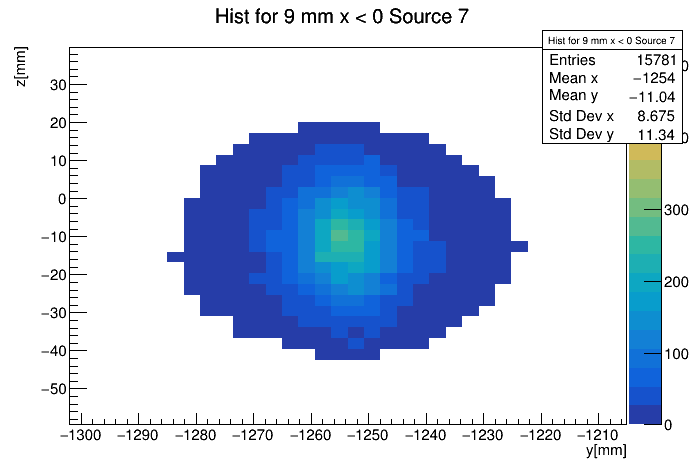 Hist for 9 mm x < 0 Source 7
Hist for 9 mm x < 0 Source 7
Entries 15781
Mean x −1254
Mean y −11.04
Std Dev x 8.675
Std Dev y 11.34
z[mm]
30
20
10
0
−10
−20
−30
−40
−50
0
0
300
200
100
0
−1300 −1290 −1280 −1270 −1260 −1250 −1240 −1230 −1220 −1210
y[mm]